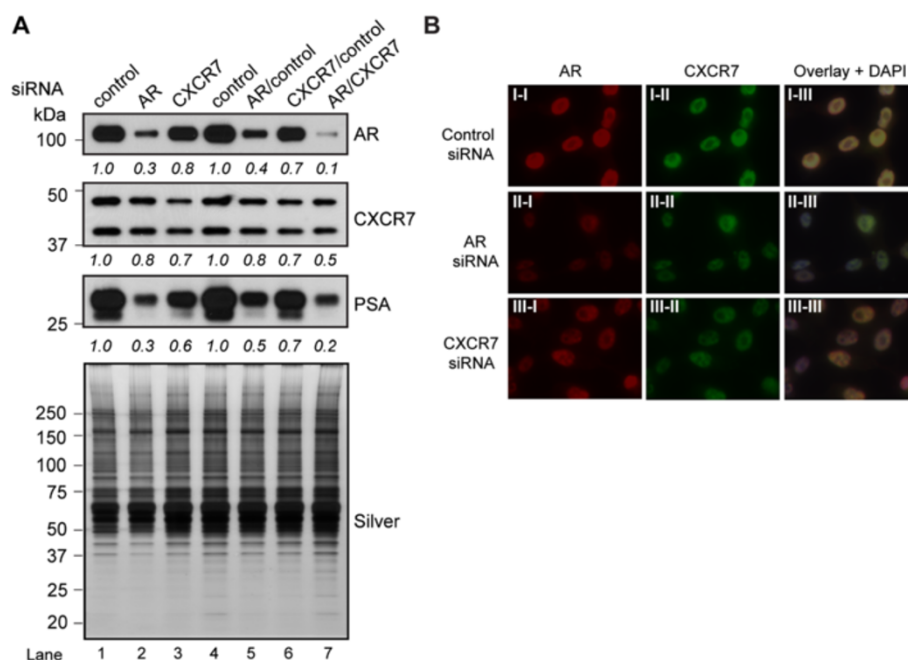 A
siRNA
control
AR
CXCR7
control
AR/control
CXCR7/control
AR/CXCR7
kDa
100
AR
1.0 0.3 0.8 1.0 0.4 0.7 0.1
50
CXCR7
37
1.0 0.8 0.7 1.0 0.8 0.7 0.5
PSA
25
1.0 0.3 0.6 1.0 0.5 0.7 0.2
250
150
100
75
50
Silver
37
25
20
Lane 1 2 3 4 5 6 7
B
AR CXCR7 Overlay + DAPI
Control
siRNA
I-I I-II I-III
AR
siRNA
II-I II-II II-III
CXCR7
siRNA
III-I III-II III-III